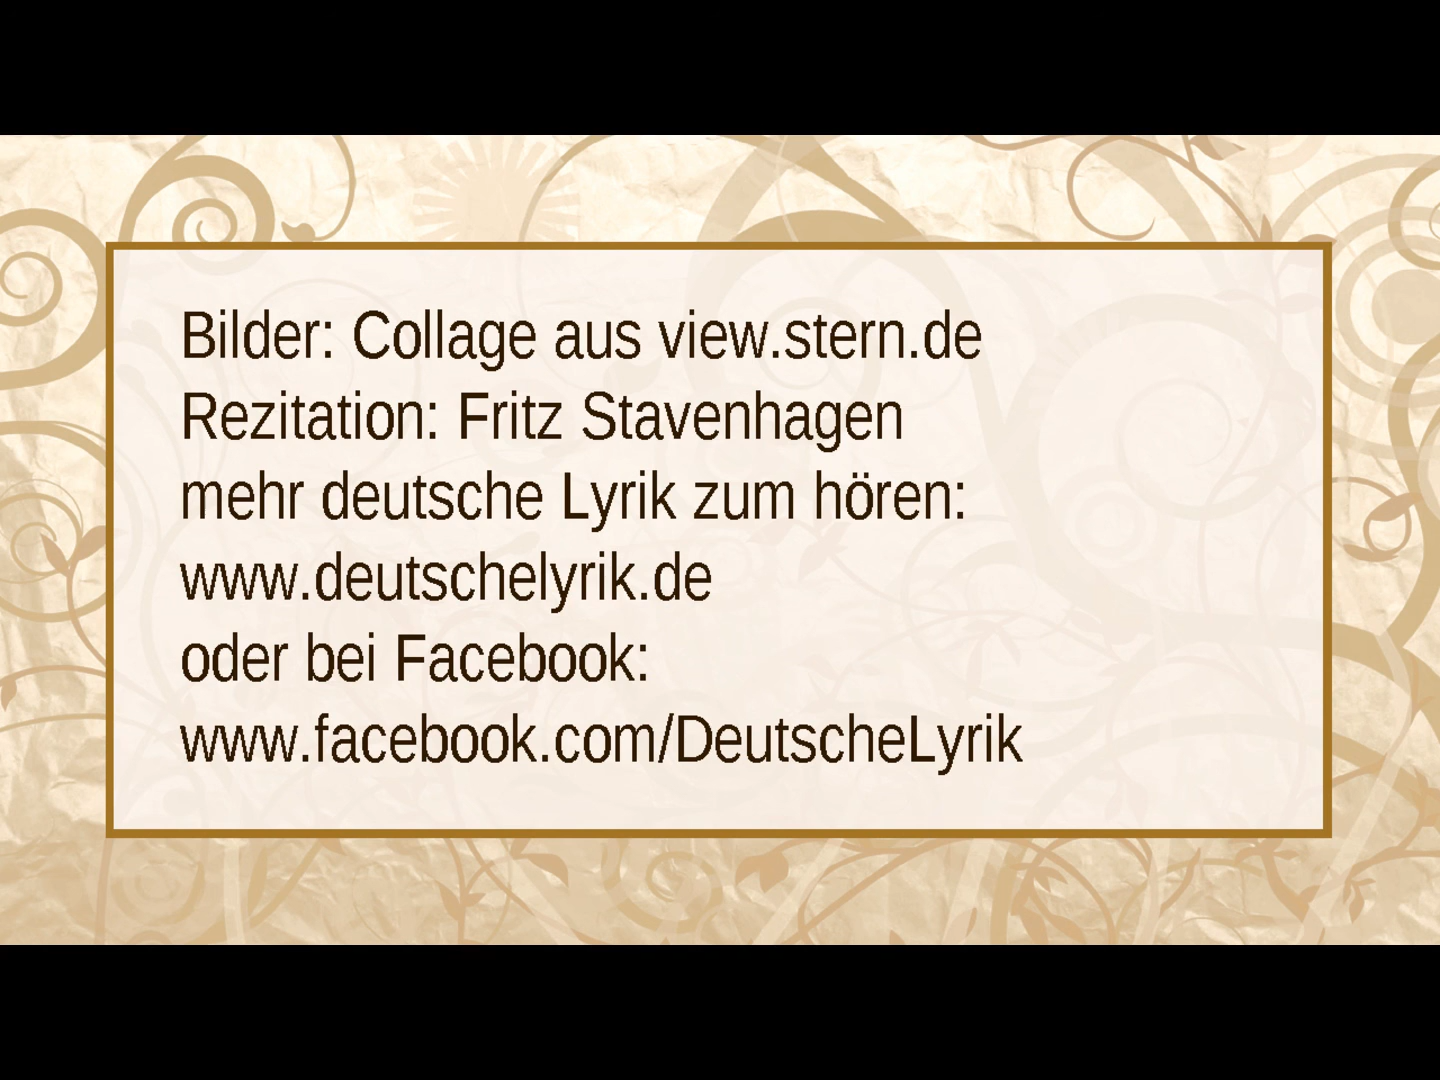 Bilder: Collage aus view.stern.de
Rezitation: Fritz Stavenhagen
mehr deutsche Lyrik zum hören:
www.deutschelyrik.de
oder bei Facebook:
www.facebook.com/DeutscheLyrik